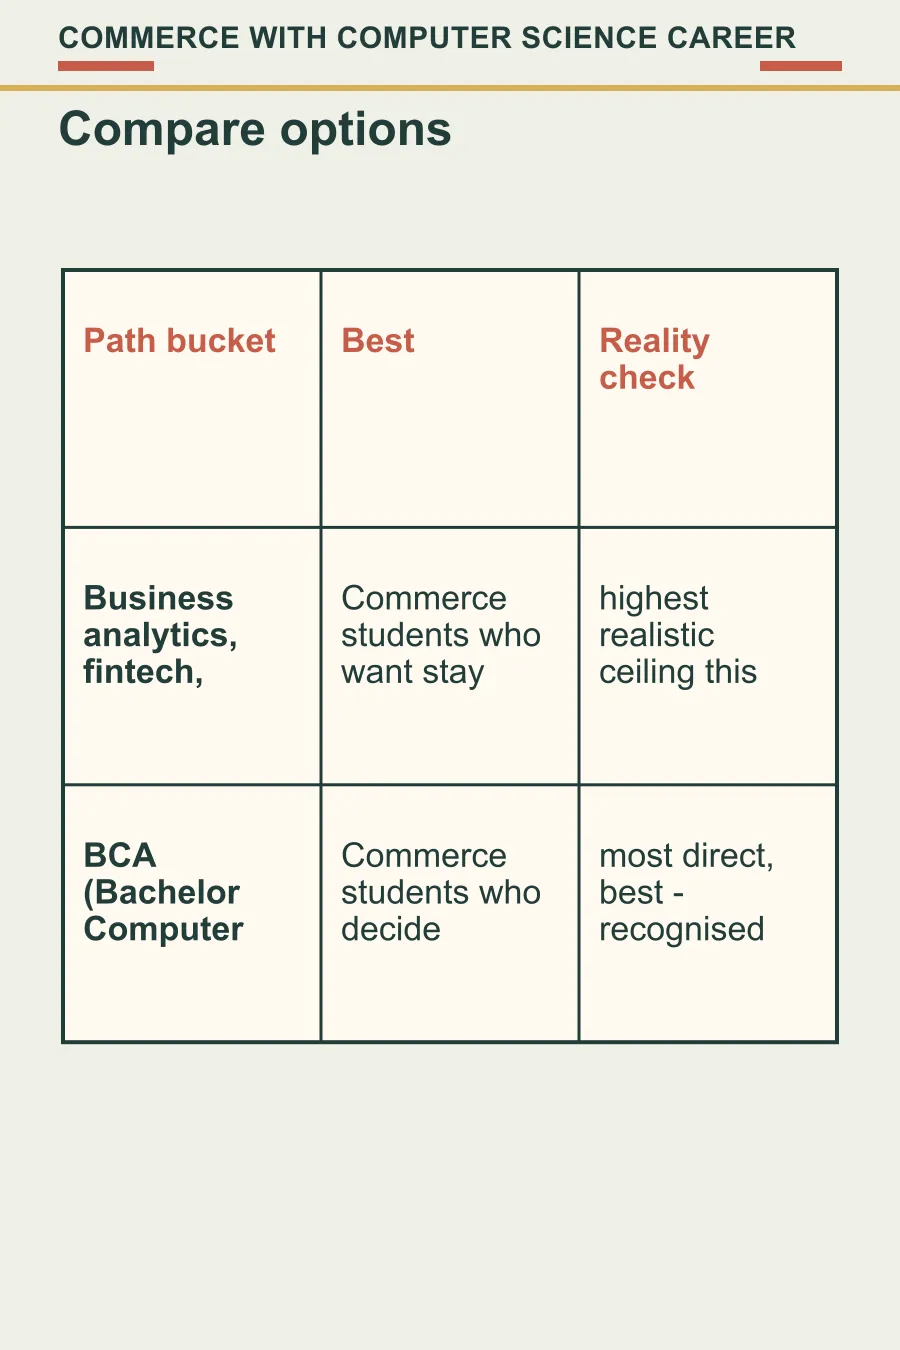 COMMERCE WITH COMPUTER SCIENCE CAREER
Compare options
Path bucket
Best
Reality
check
Business
analytics,
fintech,
Commerce
students who
want stay
highest
realistic
ceiling this
BCA
(Bachelor
Computer
Commerce
students who
decide
most direct,
best -
recognised